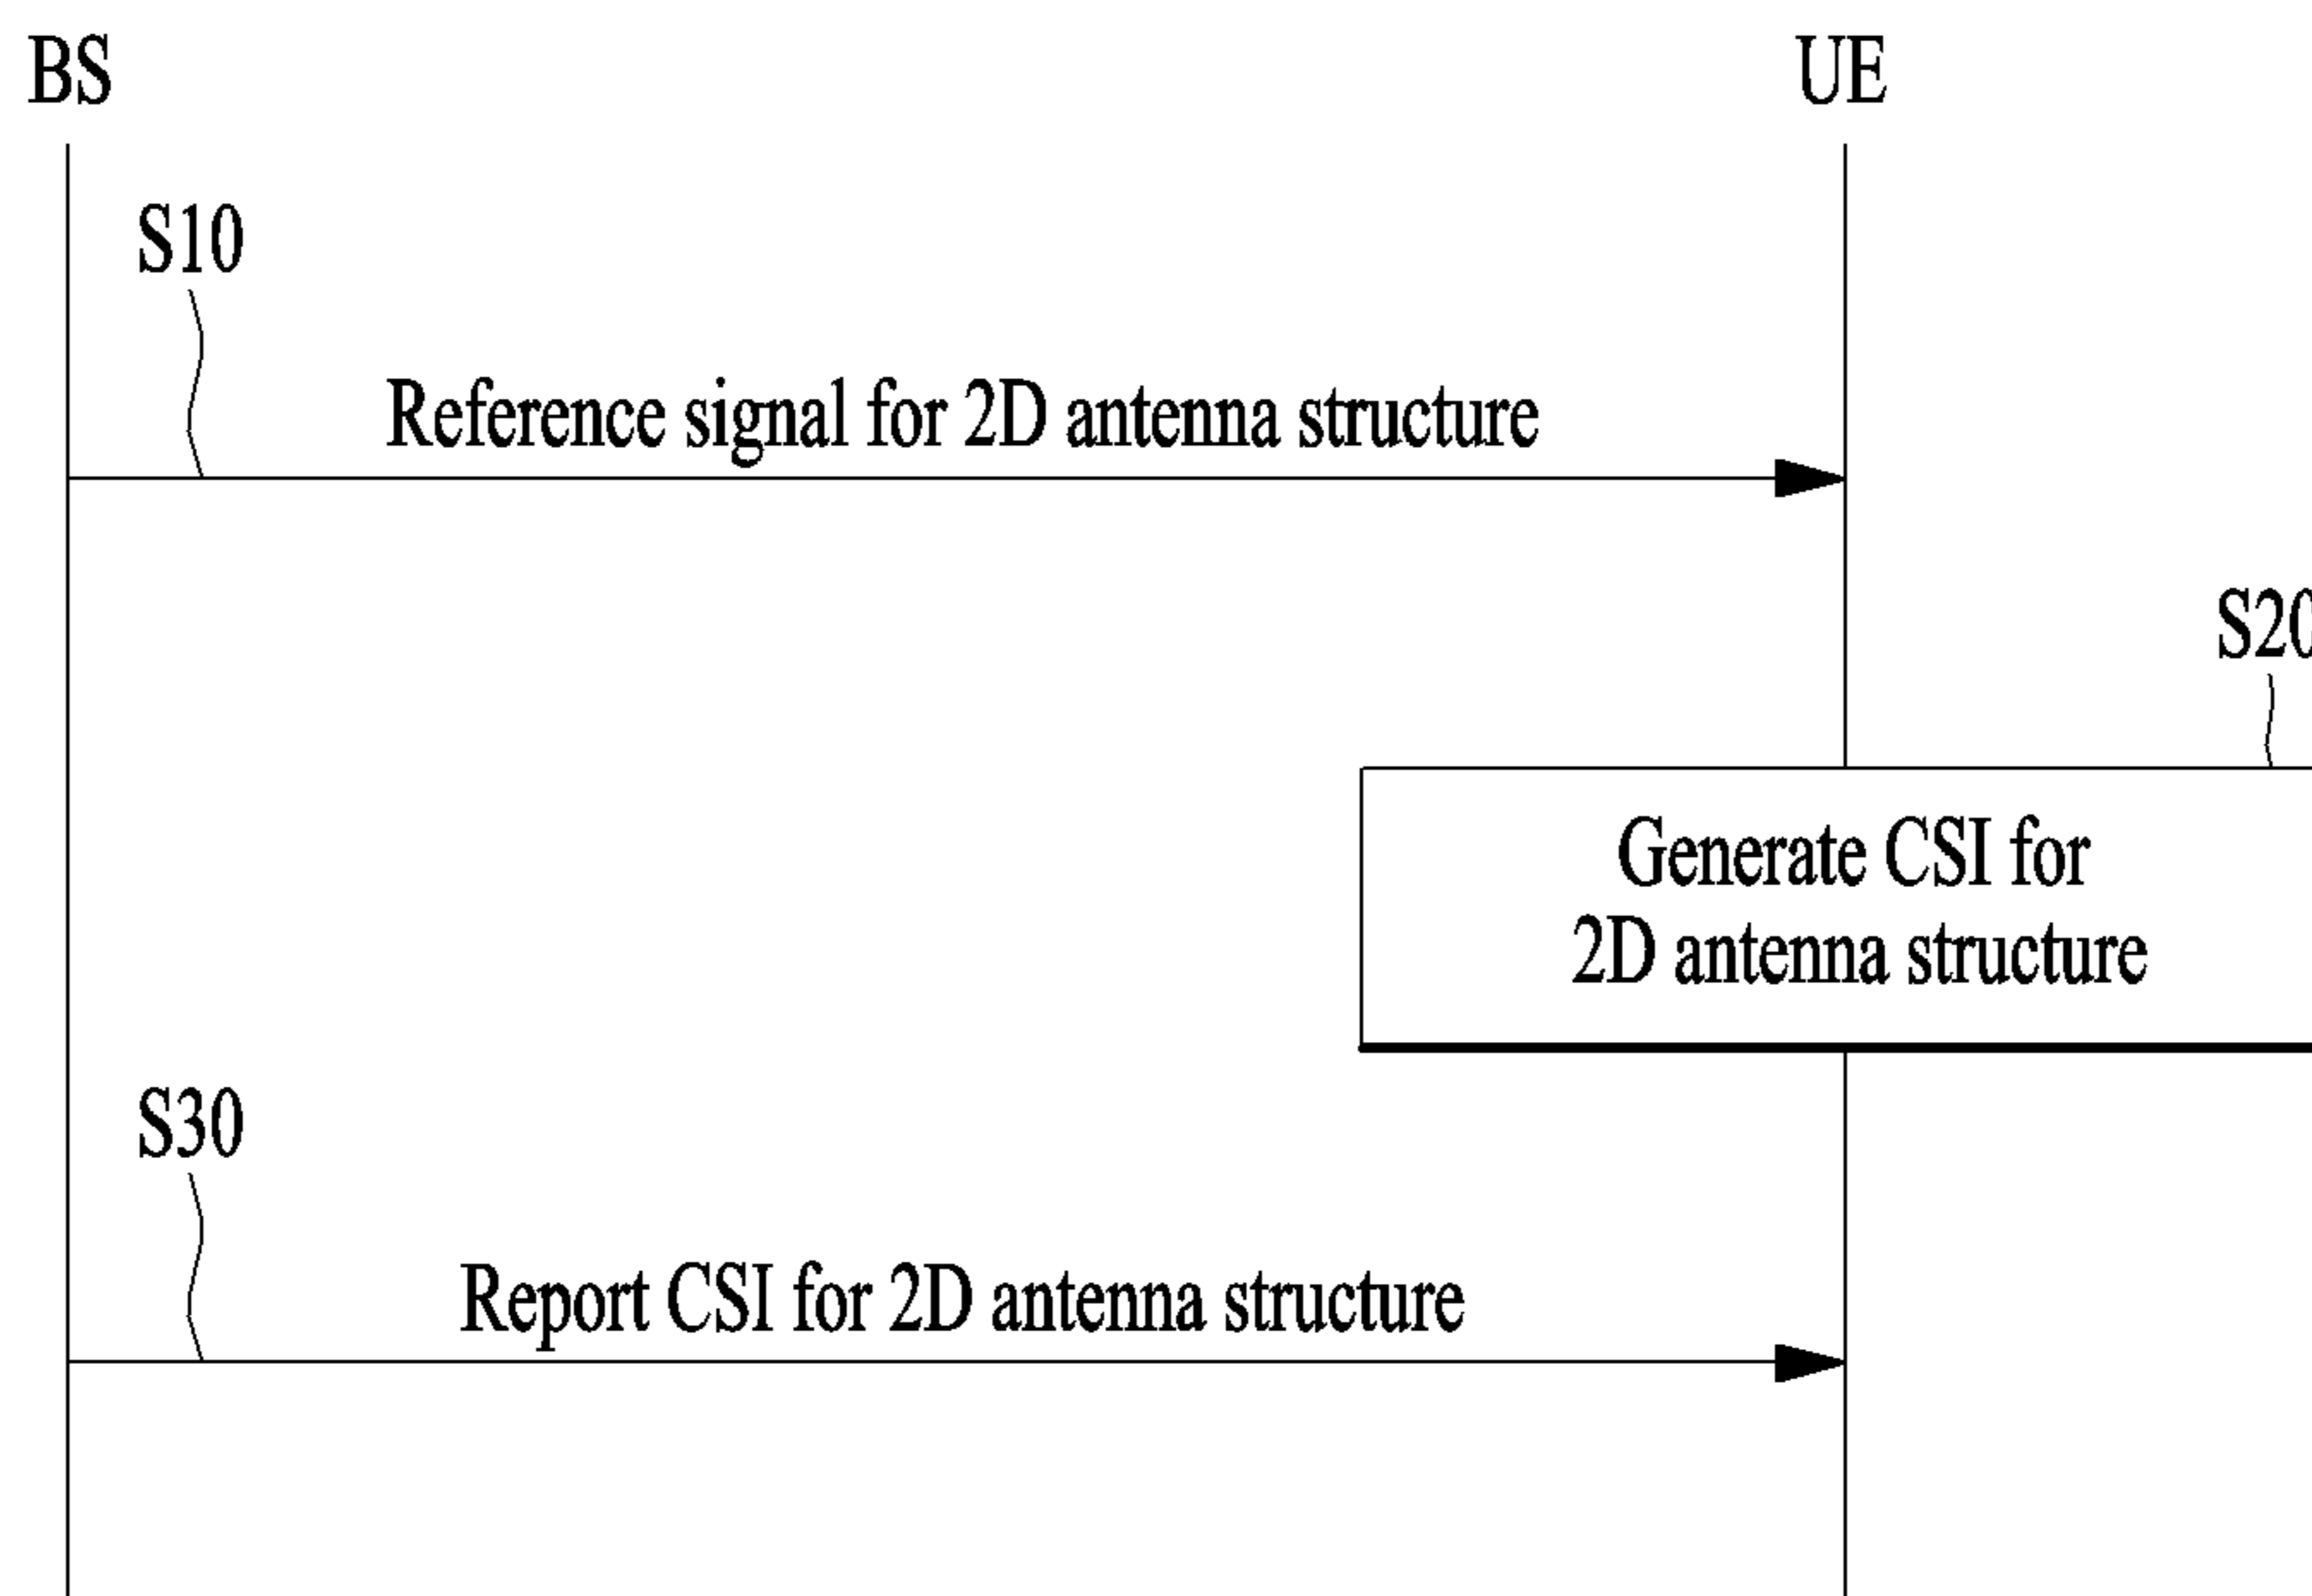 BS
UE
S10
Reference signal for 2D antenna structure
S20
Generate CSI for
2D antenna structure
S30
Report CSI for 2D antenna structure